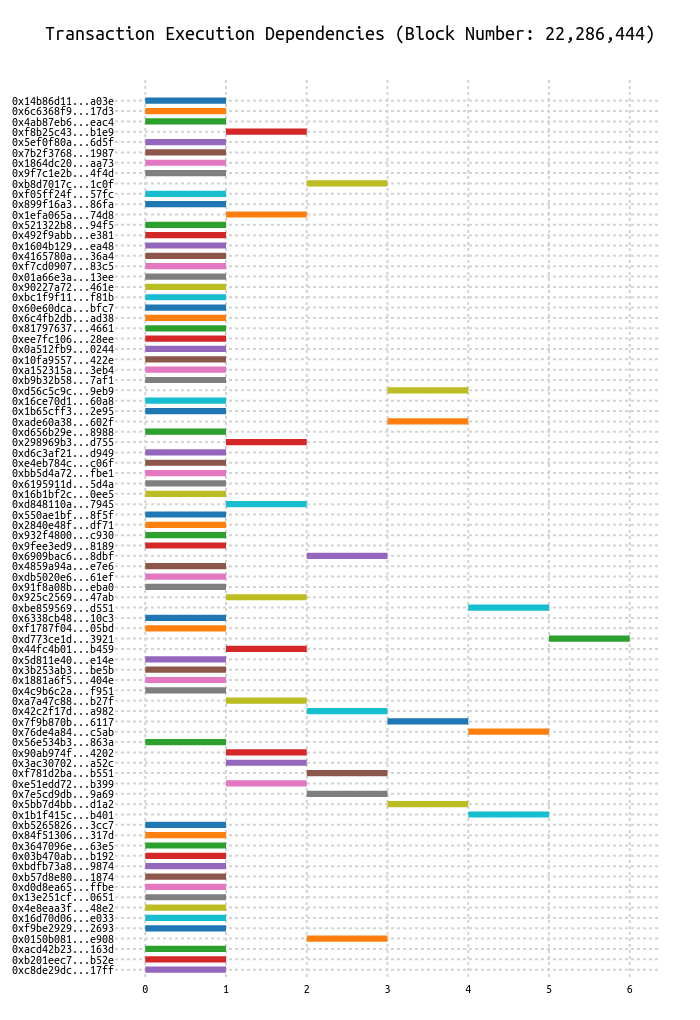 Transaction Execution Dependencies (Block Number: 22,286,444)
0x14b86d11...a03e
0x6c6368f9...17d3
0x4ab87eb6...eac4
0xf8b25c43...b1e9
0x5ef0f80a...6d5f
0x7b2f3768...1987
0x1864dc20...aa73
0x9f7c1e2b...4f4d
0xb8d7017c...1c0f
0xf05ff24f...57fc
0x899f16a3...86fa
0x1efa065a...74d8
0x521322b8...94f5
0x492f9abb...e381
0x1604b129...ea48
0x4165780a...36a4
0xf7cd0907...83c5
0x01a66e3a...13ee
0x90227a72...461e
0xbc1f9f11...f81b
0x60e60dca...bfc7
0x6c4fb2db...ad38
0x81797637...4661
0xee7fc106...28ee
0x0a512fb9...0244
0x10fa9557...422e
0xa152315a...3eb4
0xb9b32b58...7af1
0xd56c5c9c...9eb9
0x16ce70d1...60a8
0x1b65cff3...2e95
0xade60a38...602f
0xd656b29e...8988
0x298969b3...d755
0xd6c3af21...d949
0xe4eb784c...c06f
0xbb5d4a72...fbe1
0x6195911d...5d4a
0x16b1bf2c...0ee5
0xd848110a...7945
0x550ae1bf...8f5f
0x2840e48f...df71
0x932f4800...c930
0x9fee3ed9...8189
0x6909bac6...8dbf
0x4859a94a...e7e6
0xdb5020e6...61ef
0x91f8a08b...eba0
0x925c2569...47ab
0xbe859569...d551
0x6338cb48...10c3
0xf1787f04...05bd
0xd773ce1d...3921
0x44fc4b01...b459
0x5d811e40...e14e
0x3b253ab3...be5b
0x1881a6f5...404e
0x4c9b6c2a...f951
0xa7a47c88...b27f
0x42c2f17d...a982
0x7f9b870b...6117
0x76de4a84...c5ab
0x56e534b3...863a
0x90ab974f...4202
0x3ac30702...a52c
0xf781d2ba...b551
0xe51edd72...b399
0x7e5cd9db...9a69
0x5bb7d4bb...d1a2
0x1b1f415c...b401
0xb5265826...3cc7
0x84f51306...317d
0x3647096e...63e5
0x03b470ab...b192
0xbdfb73a8...9874
0xb57d8e80...1874
0xd0d8ea65...ffbe
0x13e251cf...0651
0x4e8eaa3f...48e2
0x16d70d06...e033
0xf9be2929...2693
0x0150b081...e908
0xacd42b23...163d
0xb201eec7...b52e
0xc8de29dc...17ff
0 1 2 3 4 5 6